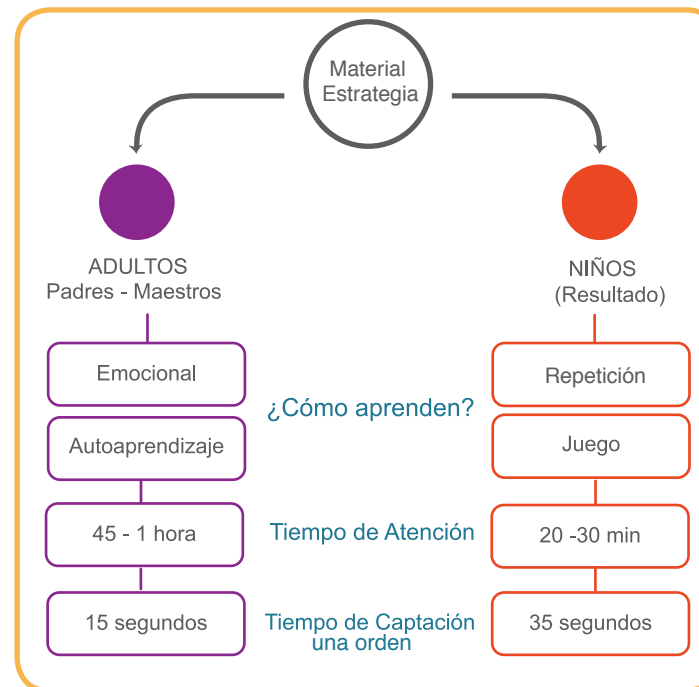 Material
Estrategia
ADULTOS
Padres - Maestros
NIÑOS
(Resultado)
Emocional
¿Cómo aprenden?
Repetición
Autoaprendizaje
Juego
45 - 1 hora
Tiempo de Atención
20 -30 min
15 segundos
Tiempo de Captación
una orden
35 segundos